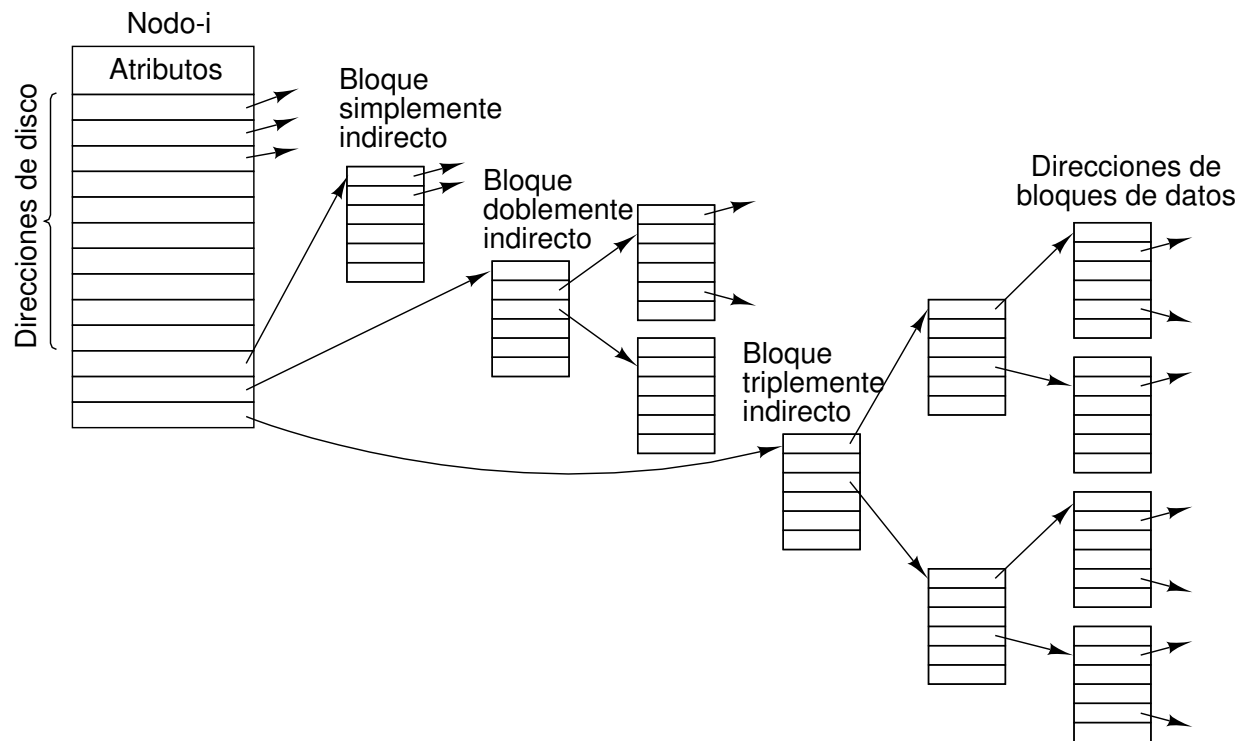 Nodo-i
Atributos
Direcciones de disco
Bloque
simplemente
indirecto
Bloque
doblemente
indirecto
Bloque
triplemente
indirecto
Direcciones de
bloques de datos